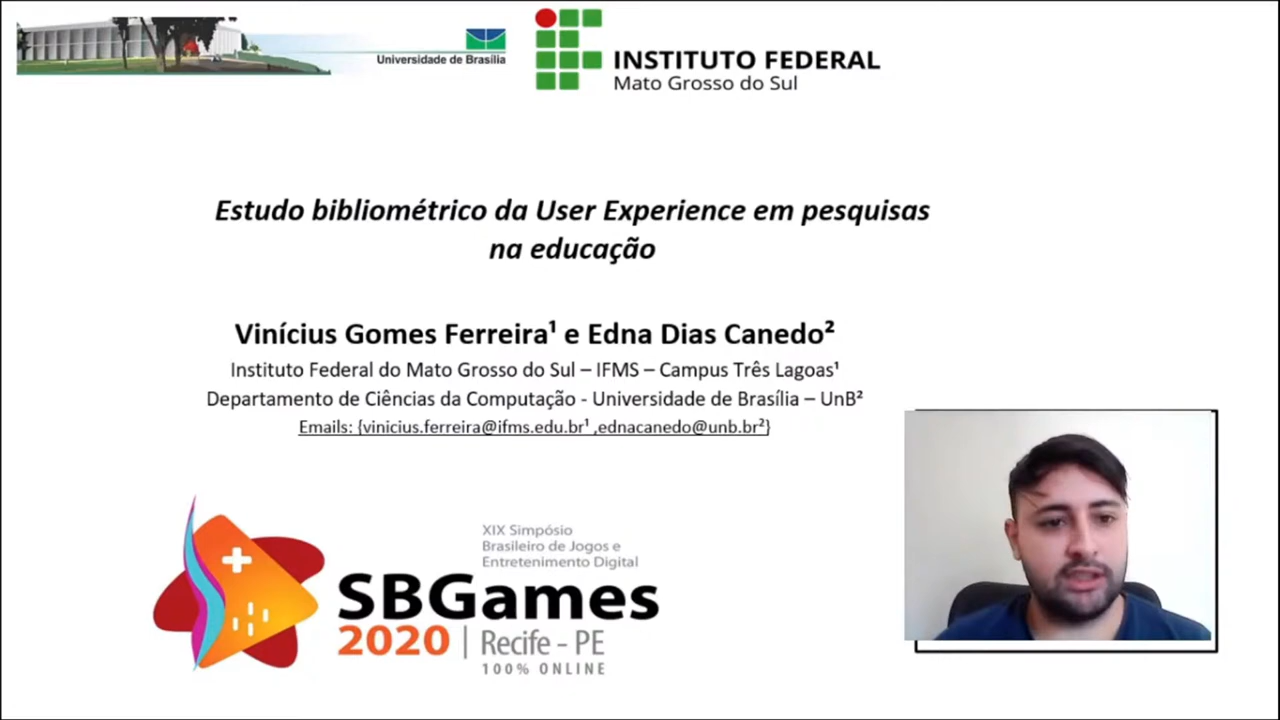 Universidade de Brasília
INSTITUTO FEDERAL
Mato Grosso do Sul
Estudo bibliométrico da User Experience em pesquisas
na educação
Vinícius Gomes Ferreira¹ e Edna Dias Canedo²
Instituto Federal do Mato Grosso do Sul – IFMS – Campus Três Lagoas¹
Departamento de Ciências da Computação - Universidade de Brasília – UnB²
Emails: {vinicius.ferreira@ifms.edu.br¹ ,ednacanedo@unb.br²}
XIX Simpósio
Brasileiro de Jogos e
Entretenimento Digital
SBGames
2020 | Recife - PE
100% ONLINE